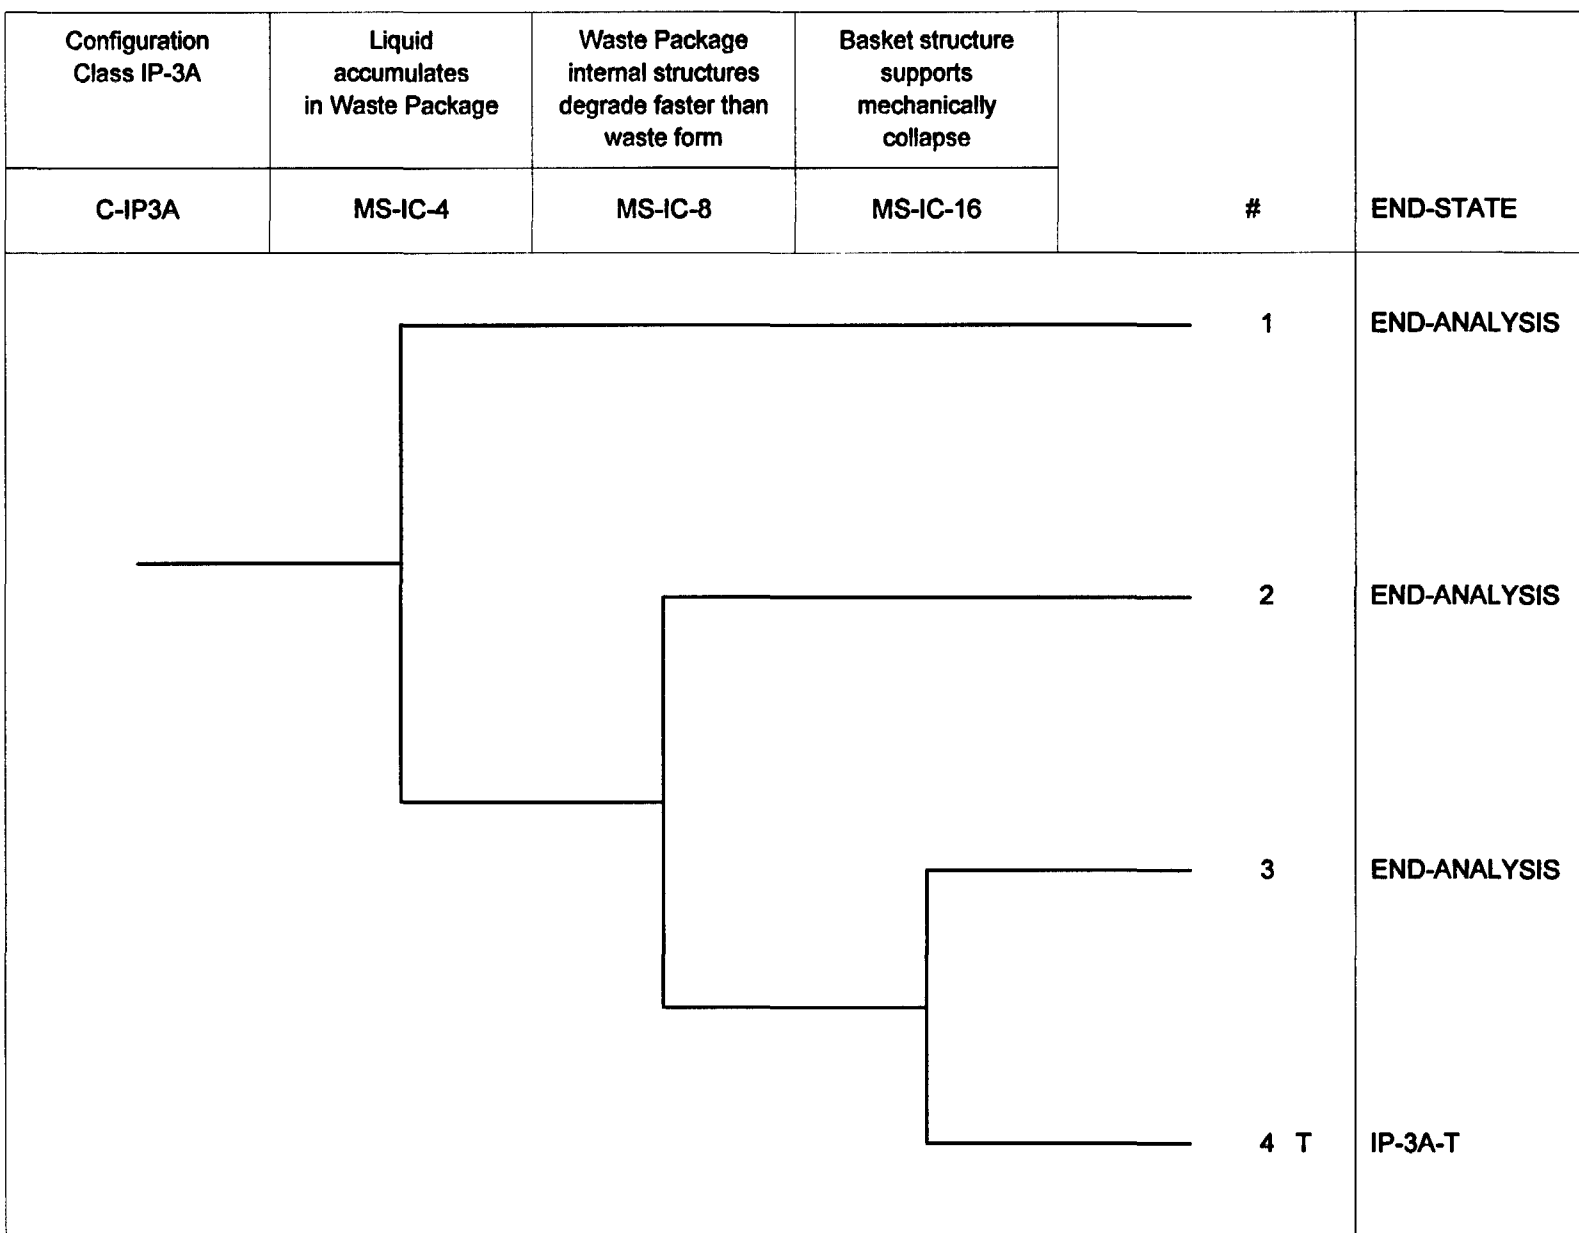 Configuration
Class IP-3A
Liquid
accumulates
in Waste Package
Waste Package
internal structures
degrade faster than
waste form
Basket structure
supports
mechanically
collapse
C-IP3A
MS-IC-4
MS-IC-8
MS-IC-16
#
END-STATE
1
END-ANALYSIS
2
END-ANALYSIS
3
END-ANALYSIS
4 T
IP-3A-T